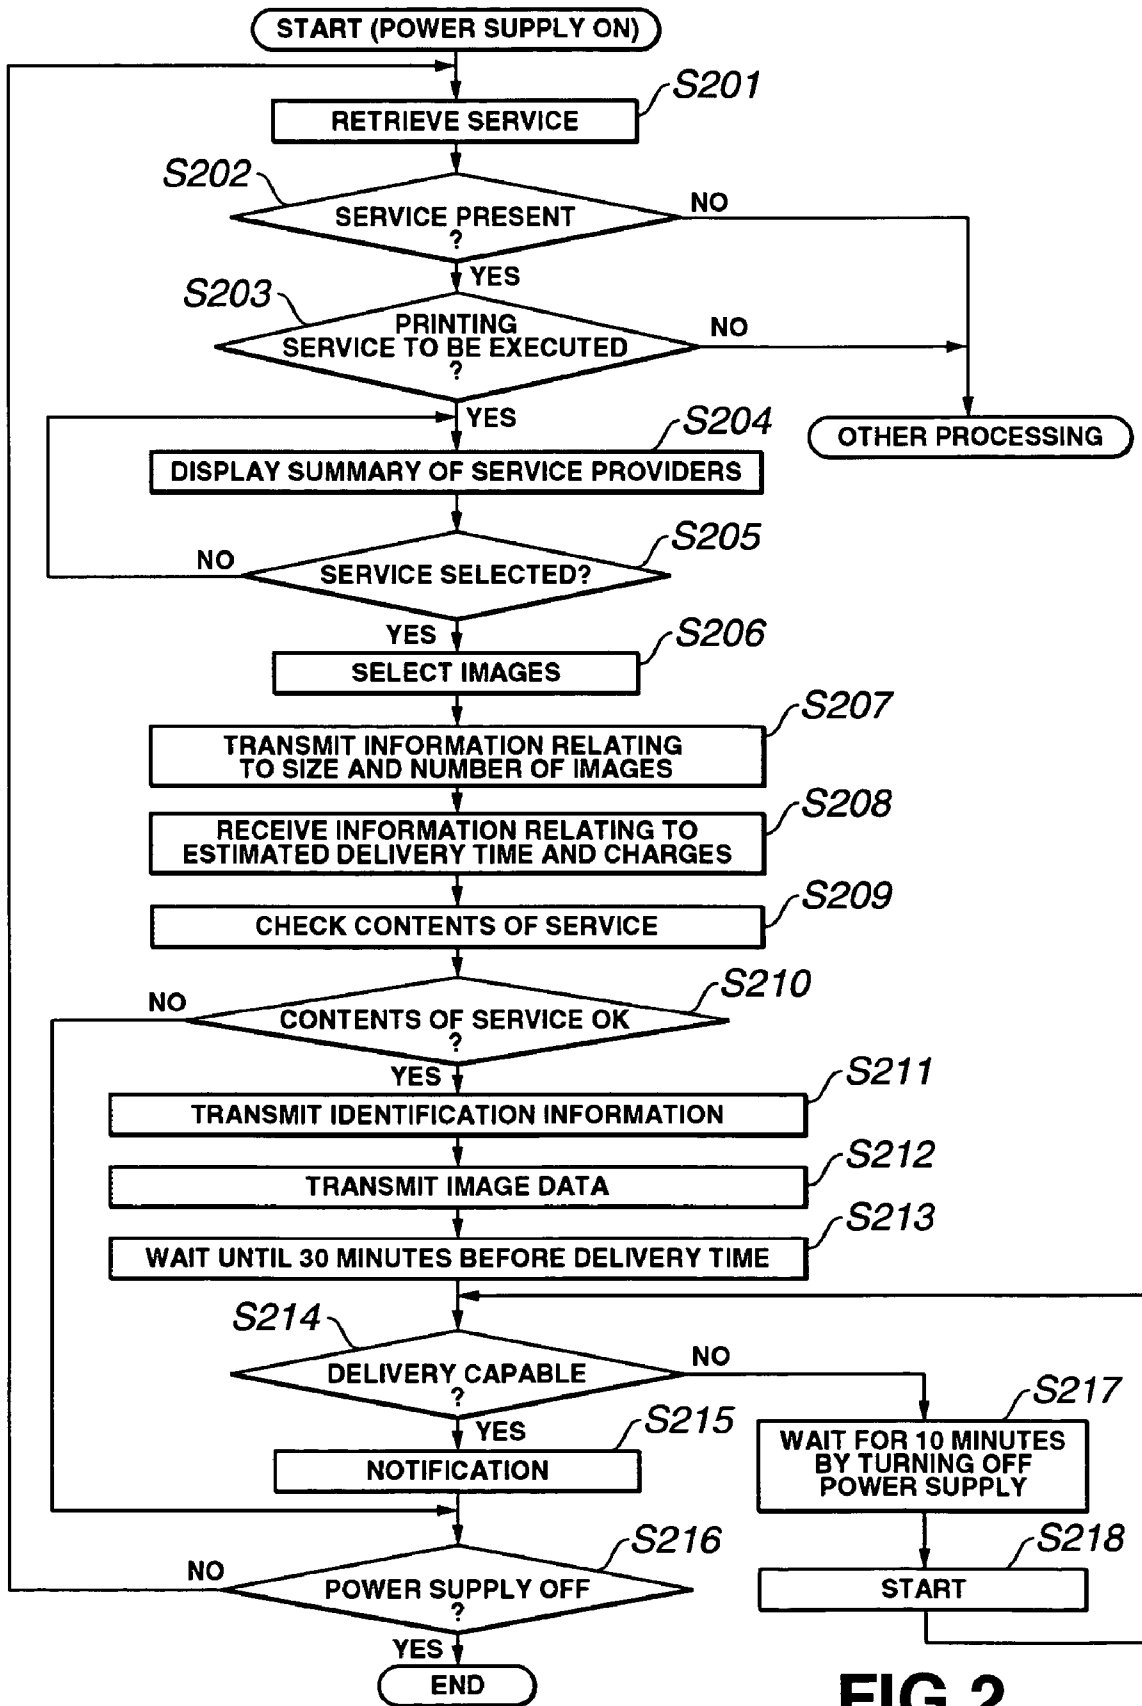 START (POWER SUPPLY ON)
S201
RETRIEVE SERVICE
S202
SERVICE PRESENT
?
NO
YES
S203
PRINTING
SERVICE TO BE EXECUTED
?
NO
YES
OTHER PROCESSING
S204
DISPLAY SUMMARY OF SERVICE PROVIDERS
S205
SERVICE SELECTED?
NO
YES
S206
SELECT IMAGES
S207
TRANSMIT INFORMATION RELATING
TO SIZE AND NUMBER OF IMAGES
S208
RECEIVE INFORMATION RELATING TO
ESTIMATED DELIVERY TIME AND CHARGES
S209
CHECK CONTENTS OF SERVICE
S210
CONTENTS OF SERVICE OK
?
NO
YES
S211
TRANSMIT IDENTIFICATION INFORMATION
S212
TRANSMIT IMAGE DATA
S213
WAIT UNTIL 30 MINUTES BEFORE DELIVERY TIME
S214
DELIVERY CAPABLE
?
NO
YES
S215
NOTIFICATION
S217
WAIT FOR 10 MINUTES
BY TURNING OFF
POWER SUPPLY
S218
START
S216
POWER SUPPLY OFF
?
NO
YES
END
FIG.2